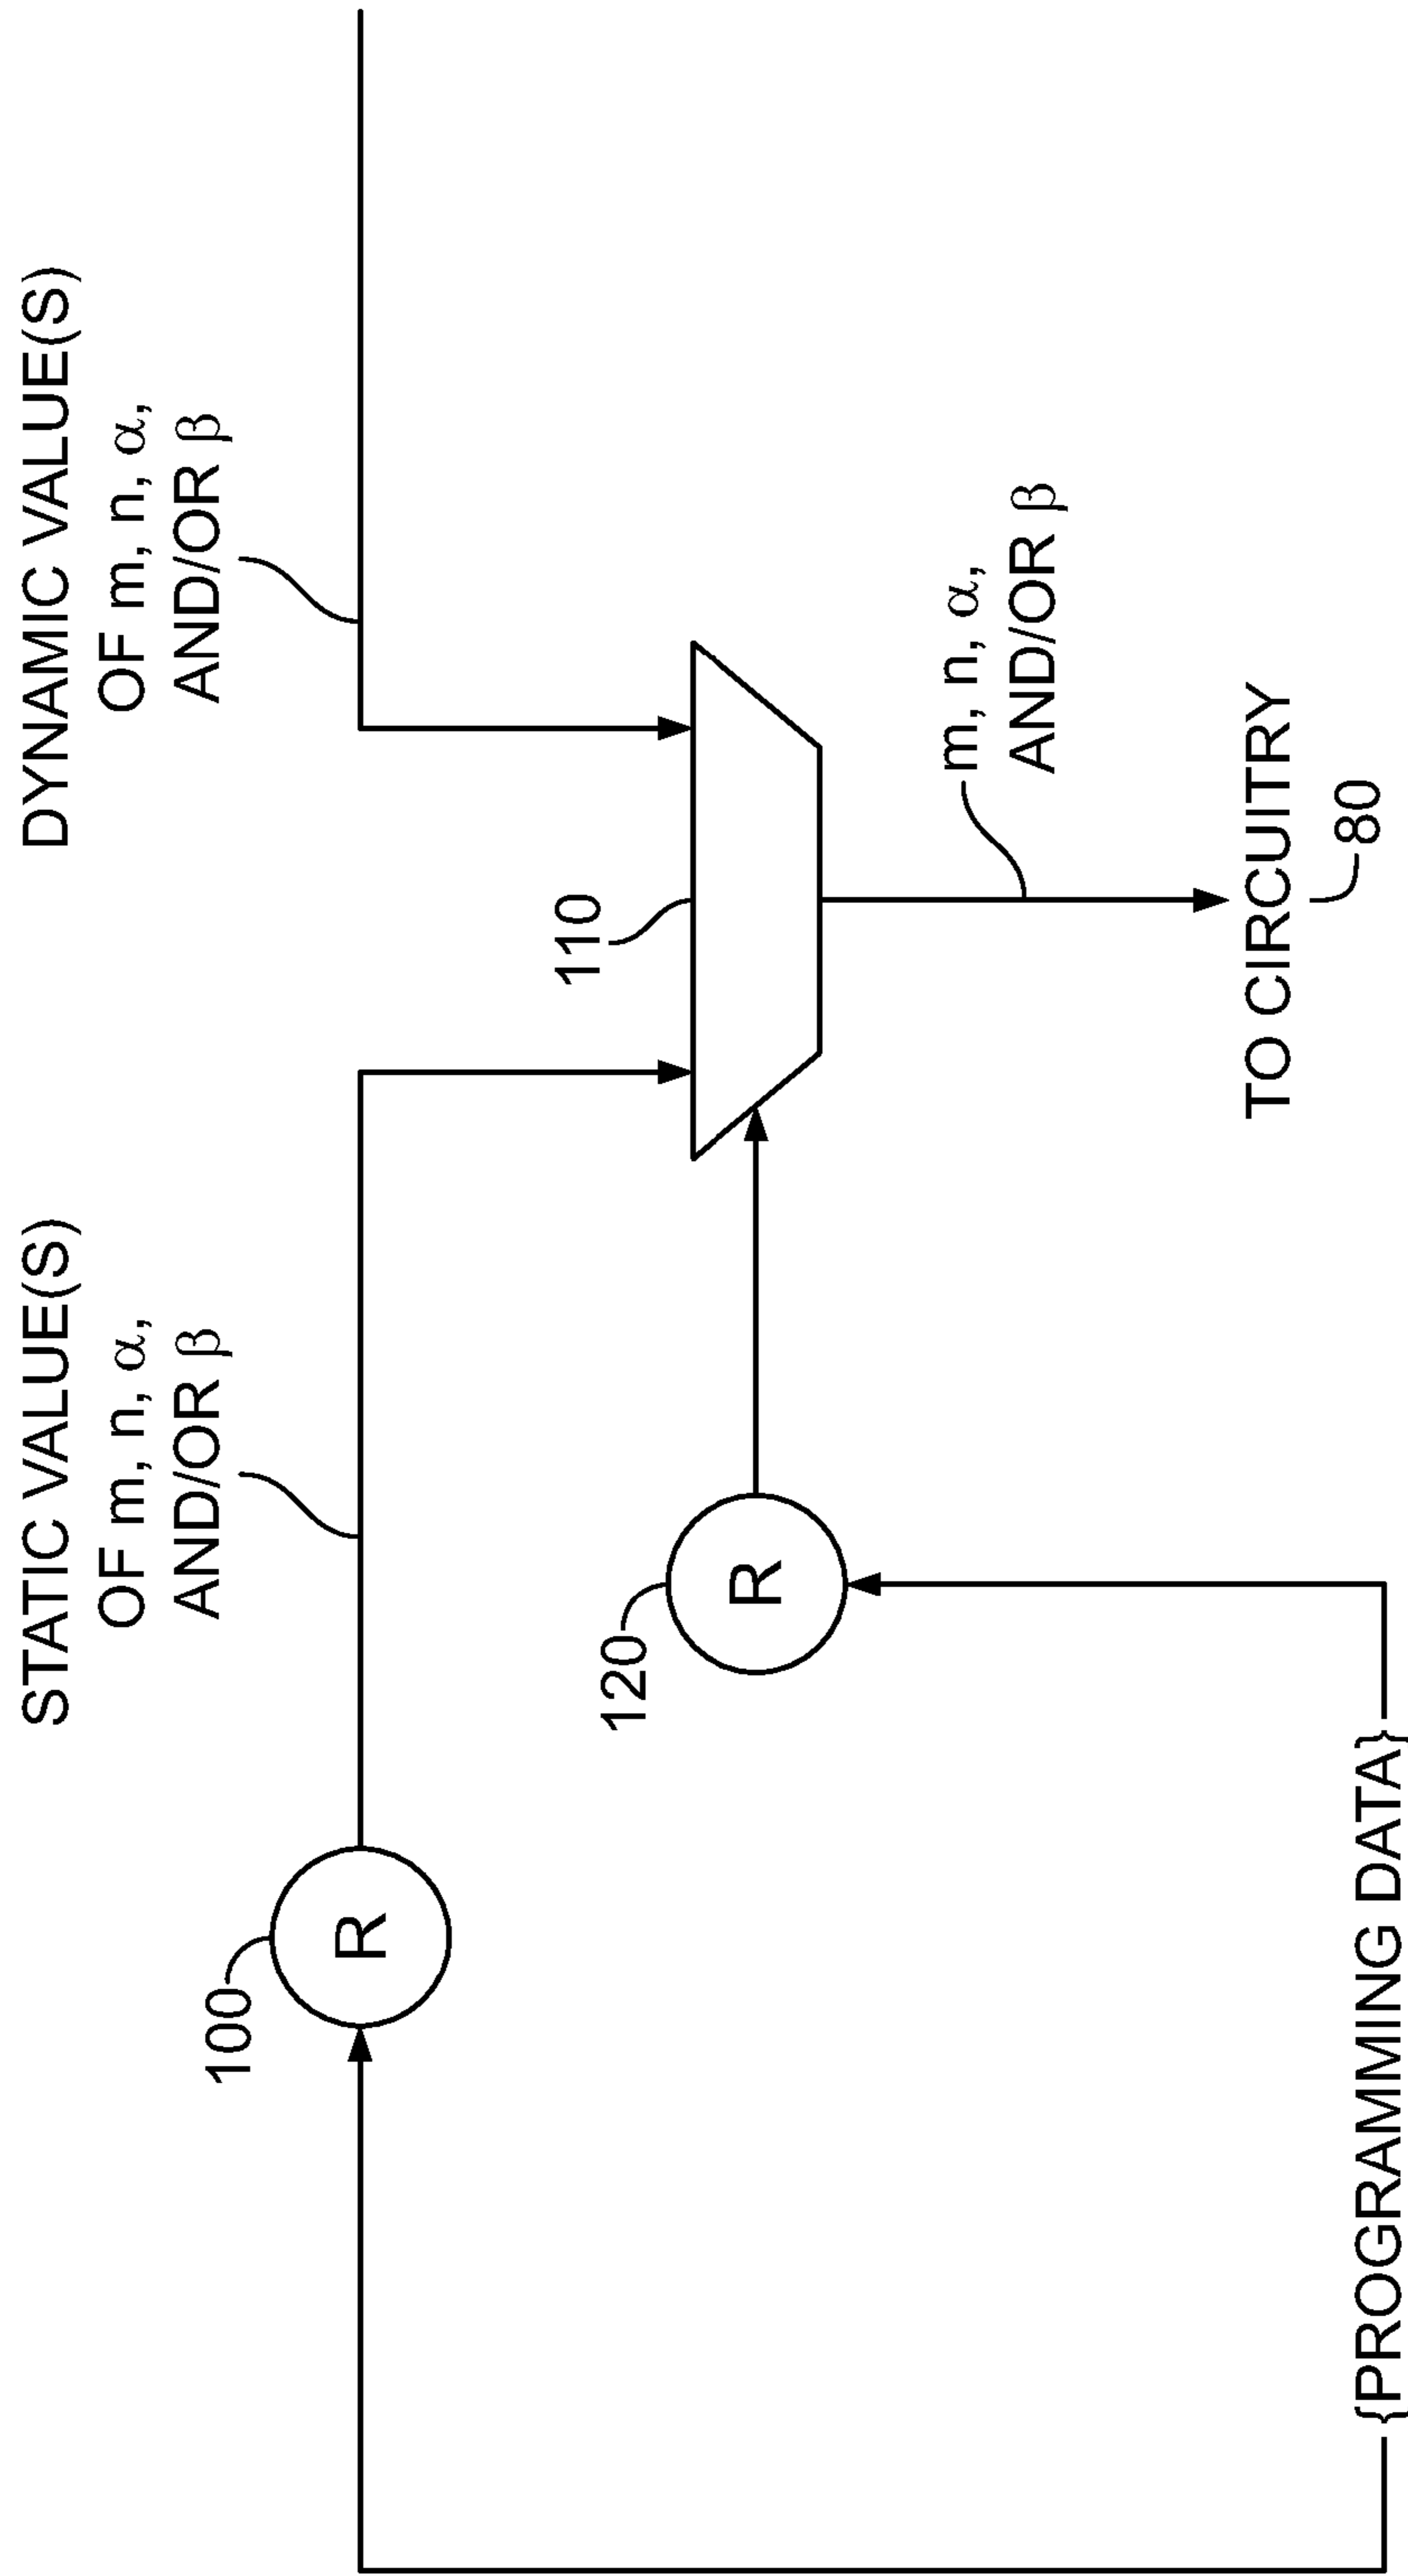 STATIC VALUE(S)
OF m, n, α,
AND/OR β
DYNAMIC VALUE(S)
OF m, n, α,
AND/OR β
100
R
110
120
R
m, n, α,
AND/OR β
TO CIRCUITRY
80
{PROGRAMMING DATA}